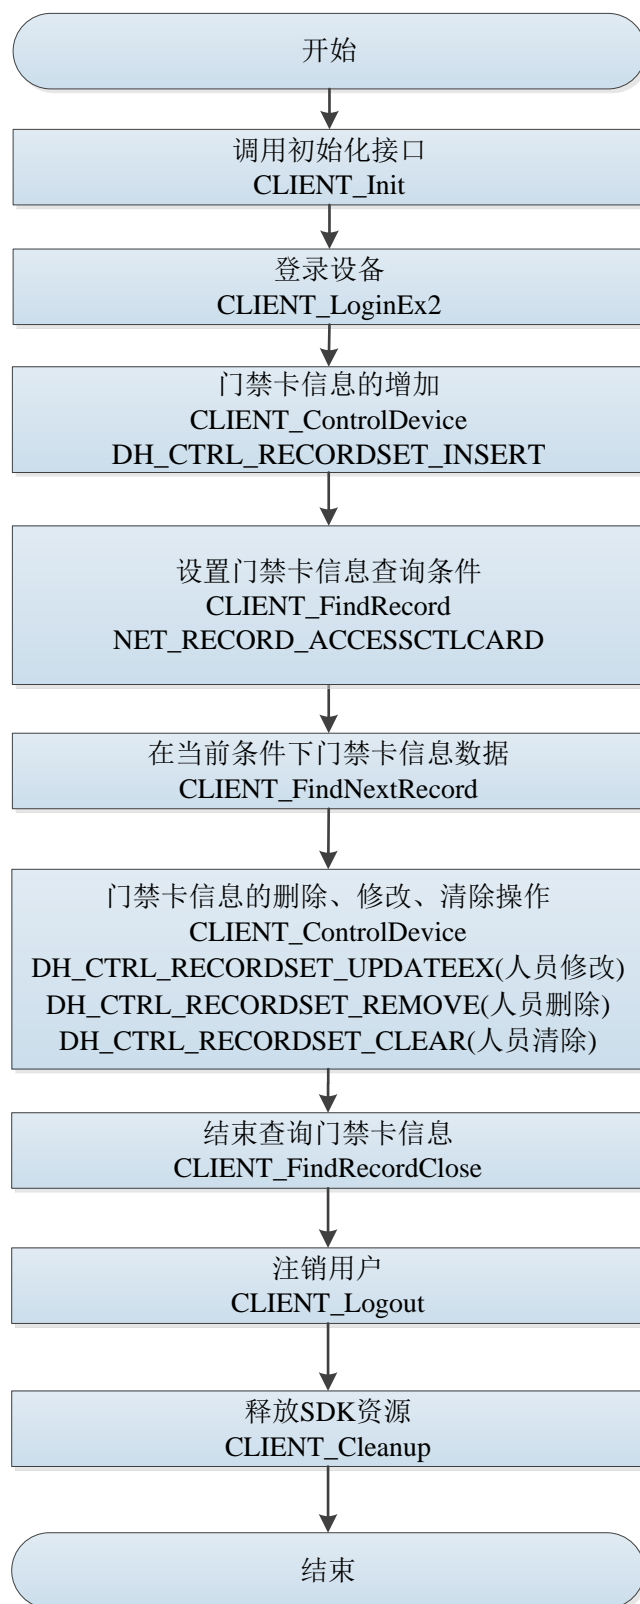 开始
调用初始化接口
CLIENT_Init
登录设备
CLIENT_LoginEx2
门禁卡信息的增加
CLIENT_ControlDevice
DH_CTRL_RECORDSET_INSERT
设置门禁卡信息查询条件
CLIENT_FindRecord
NET_RECORD_ACCESSCTLCARD
在当前条件下门禁卡信息数据
CLIENT_FindNextRecord
门禁卡信息的删除、修改、清除操作
CLIENT_ControlDevice
DH_CTRL_RECORDSET_UPDATEEX(人员修改)
DH_CTRL_RECORDSET_REMOVE(人员删除)
DH_CTRL_RECORDSET_CLEAR(人员清除)
结束查询门禁卡信息
CLIENT_FindRecordClose
注销用户
CLIENT_Logout
释放SDK资源
CLIENT_Cleanup
结束